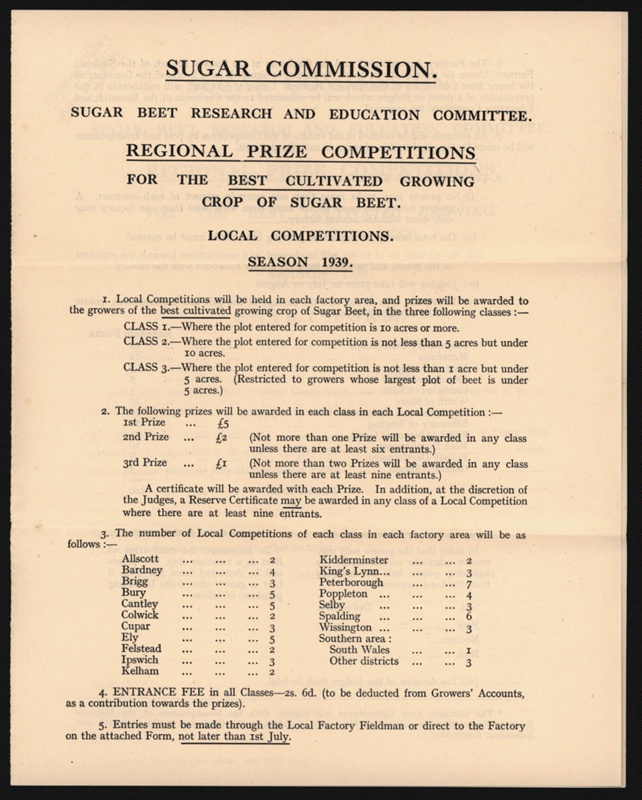 SUGAR COMMISSION.
SUGAR BEET RESEARCH AND EDUCATION COMMITTEE.
REGIONAL PRIZE COMPETITIONS
FOR THE BEST CULTIVATED GROWING
CROP OF SUGAR BEET.
LOCAL COMPETITIONS.
SEASON 1939.
1. Local Competitions will be held in each factory area, and prizes will be awarded to
the growers of the best cultivated growing crop of Sugar Beet, in the three following classes :—
CLASS 1.—Where the plot entered for competition is 10 acres or more.
CLASS 2.—Where the plot entered for competition is not less than 5 acres but under
10 acres.
CLASS 3.—Where the plot entered for competition is not less than 1 acre but under
5 acres. (Restricted to growers whose largest plot of beet is under
5 acres.)
2. The following prizes will be awarded in each class in each Local Competition :—
1st Prize ... £5
2nd Prize ... £2 (Not more than one Prize will be awarded in any class
unless there are at least six entrants.)
3rd Prize ... £1 (Not more than two Prizes will be awarded in any class
unless there are at least nine entrants.)
A certificate will be awarded with each Prize. In addition, at the discretion of
the Judges, a Reserve Certificate may be awarded in any class of a Local Competition
where there are at least nine entrants.
3. The number of Local Competitions of each class in each factory area will be as
follows :—
Allscott ... ... ... 2
Bardney ... ... ... 4
Brigg ... ... ... 3
Bury ... ... ... 5
Cantley ... ... ... 5
Colwick ... ... ... 2
Cupar ... ... ... 3
Ely ... ... ... 5
Felstead ... ... ... 2
Ipswich ... ... ... 3
Kelham ... ... ... 2
Kidderminster ... ... 2
King's Lynn... ... ... 3
Peterborough ... ... 7
Poppleton ... ... ... 4
Selby ... ... ... 3
Spalding ... ... ... 6
Wissington ... ... ... 3
Southern area :
South Wales ... ... 1
Other districts ... ... 3
4. ENTRANCE FEE in all Classes—2s. 6d. (to be deducted from Growers' Accounts,
as a contribution towards the prizes).
5. Entries must be made through the Local Factory Fieldman or direct to the Factory
on the attached Form, not later than 1st July.